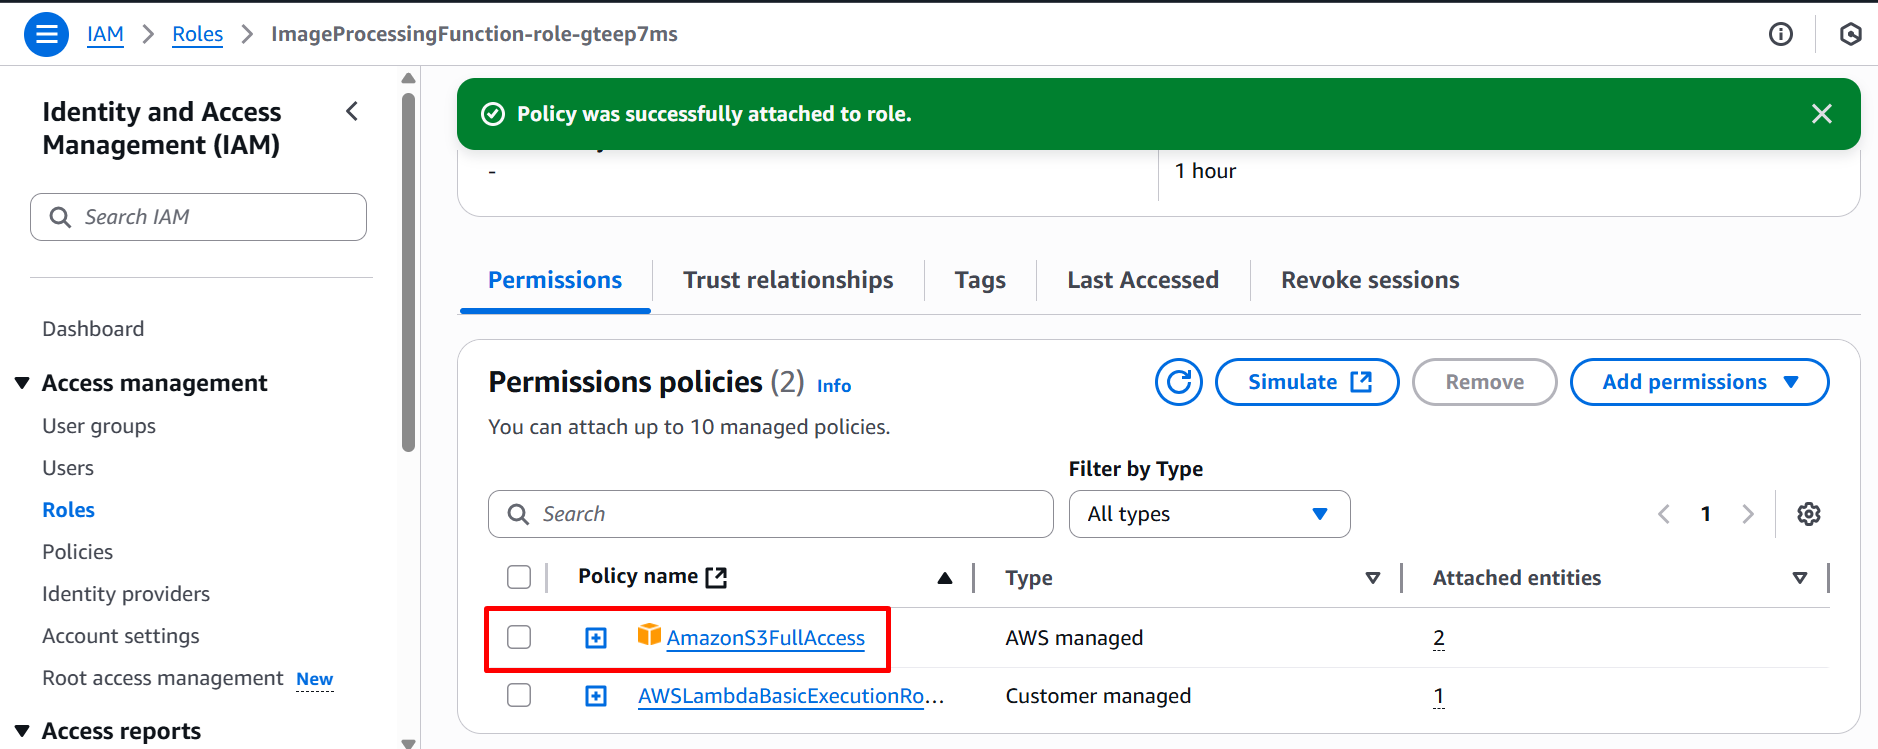 IAM > Roles > ImageProcessingFunction-role-gteep7ms
Identity and Access
Management (IAM)
Search IAM
Dashboard
Access management
User groups
Users
Roles
Policies
Identity providers
Account settings
Root access management New
Access reports
Policy was successfully attached to role.
-
1 hour
Permissions
Trust relationships
Tags
Last Accessed
Revoke sessions
Permissions policies (2) Info
Simulate
Remove
Add permissions
You can attach up to 10 managed policies.
Filter by Type
Search
All types
1
Policy name Type Attached entities
AmazonS3FullAccess AWS managed 2
AWSLambdaBasicExecutionRo... Customer managed 1